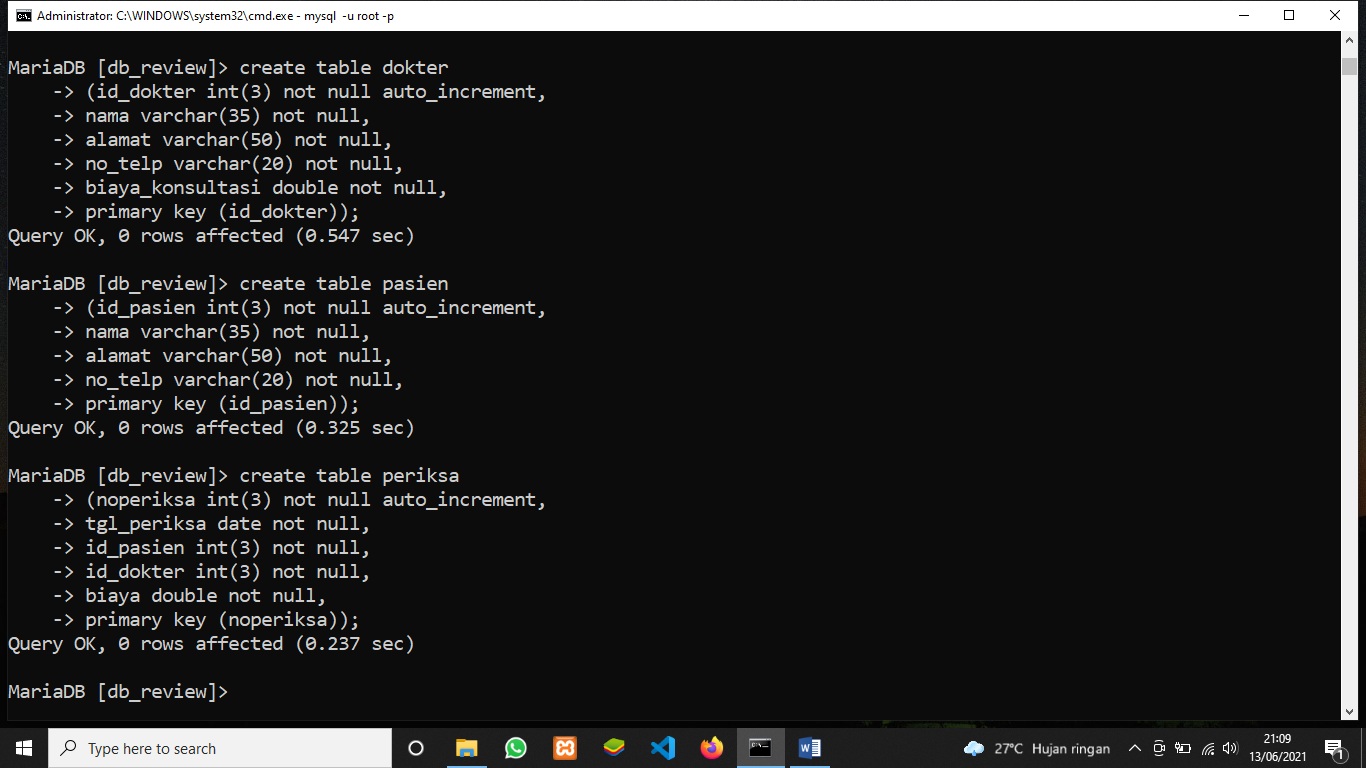 Administrator: C:\WINDOWS\system32\cmd.exe - mysql  -u root -p
MariaDB [db_review]> create table dokter
    -> (id_dokter int(3) not null auto_increment,
    -> nama varchar(35) not null,
    -> alamat varchar(50) not null,
    -> no_telp varchar(20) not null,
    -> biaya_konsultasi double not null,
    -> primary key (id_dokter));
Query OK, 0 rows affected (0.547 sec)
MariaDB [db_review]> create table pasien
    -> (id_pasien int(3) not null auto_increment,
    -> nama varchar(35) not null,
    -> alamat varchar(50) not null,
    -> no_telp varchar(20) not null,
    -> primary key (id_pasien));
Query OK, 0 rows affected (0.325 sec)
MariaDB [db_review]> create table periksa
    -> (noperiksa int(3) not null auto_increment,
    -> tgl_periksa date not null,
    -> id_pasien int(3) not null,
    -> id_dokter int(3) not null,
    -> biaya double not null,
    -> primary key (noperiksa));
Query OK, 0 rows affected (0.237 sec)
MariaDB [db_review]>
Type here to search
27°C Hujan ringan
21:09
13/06/2021
1